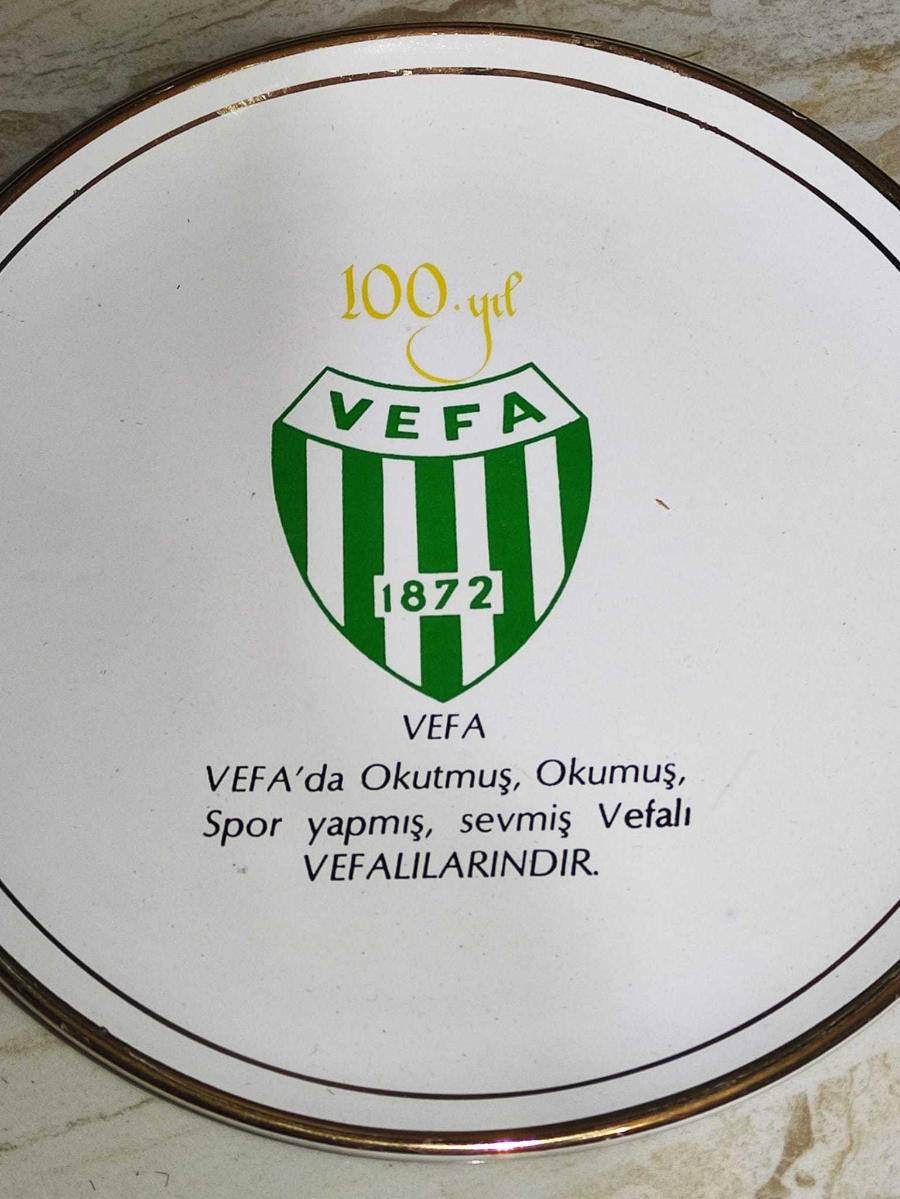 100. yıl
VEFA
1872
VEFA
VEFA'da Okutmuş, Okumuş,
Spor yapmış, sevmiş Vefalı
VEFALILARINDIR.